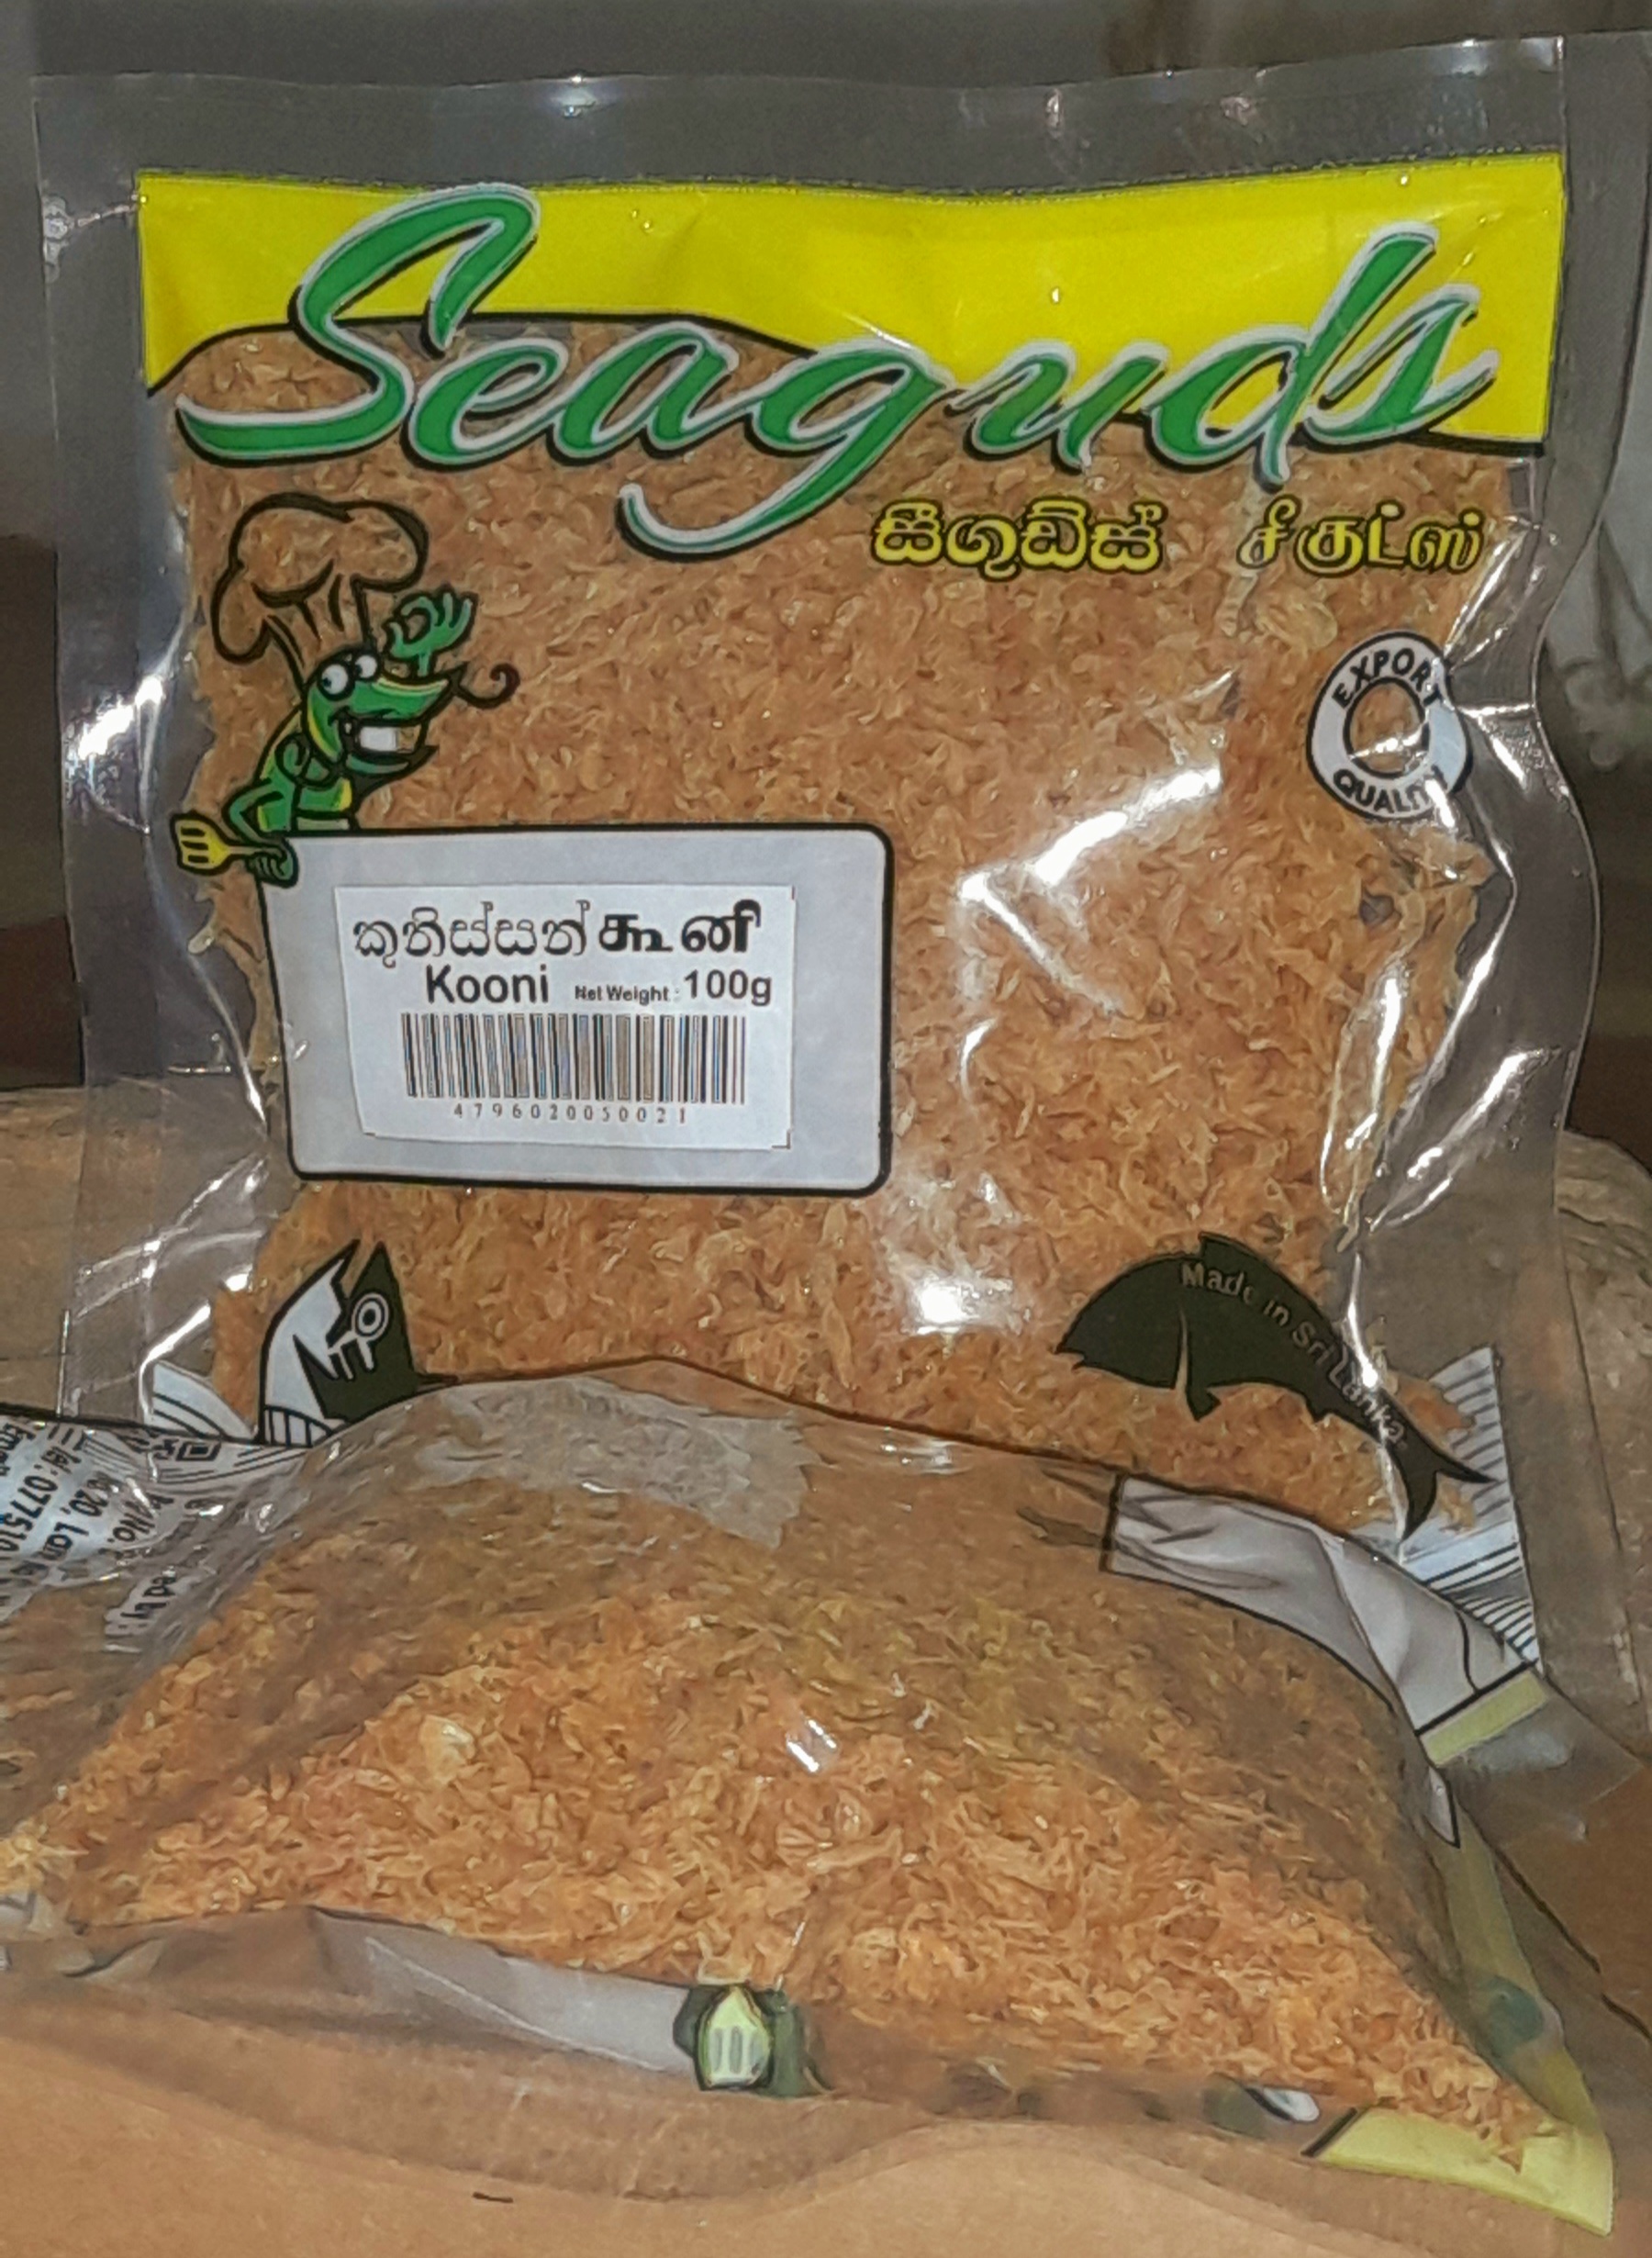 Seaguds
සීගුඩ්ස් சீகுட்ஸ்
EXPORT
QUALITY
කුනිස්සන් கூனி
Kooni Net Weight : 100g
4796020050021
Made in Sri Lanka